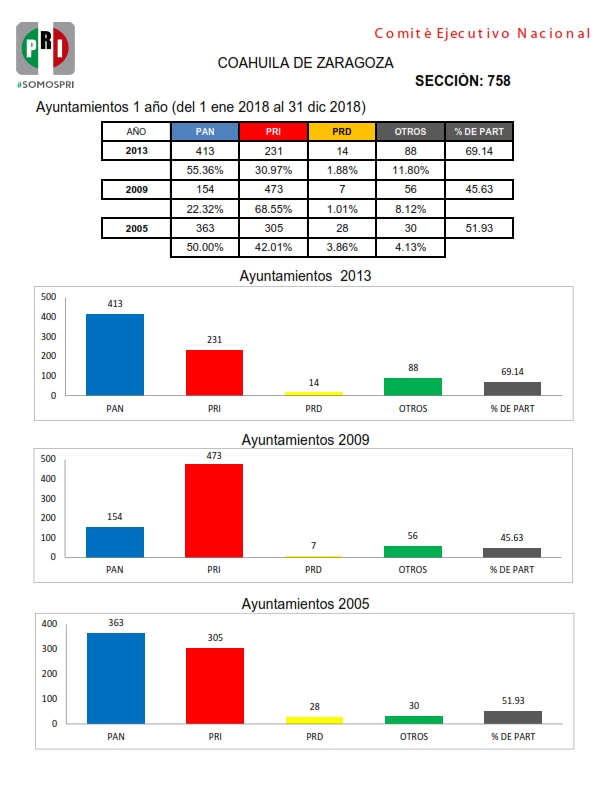 Comité Ejecutivo Nacional
PRI
#SOMOSPRI
COAHUILA DE ZARAGOZA
SECCIÓN: 758
Ayuntamientos 1 año (del 1 ene 2018 al 31 dic 2018)
AÑO PAN PRI PRD OTROS % DE PART
2013 413 231 14 88 69.14
55.36% 30.97% 1.88% 11.80%
2009 154 473 7 56 45.63
22.32% 68.55% 1.01% 8.12%
2005 363 305 28 30 51.93
50.00% 42.01% 3.86% 4.13%
Ayuntamientos 2013
500
400
300
200
100
0
413
231
14
88
69.14
PAN PRI PRD OTROS % DE PART
Ayuntamientos 2009
500
400
300
200
100
0
154
473
7
56
45.63
PAN PRI PRD OTROS % DE PART
Ayuntamientos 2005
400
300
200
100
0
363
305
28
30
51.93
PAN PRI PRD OTROS % DE PART